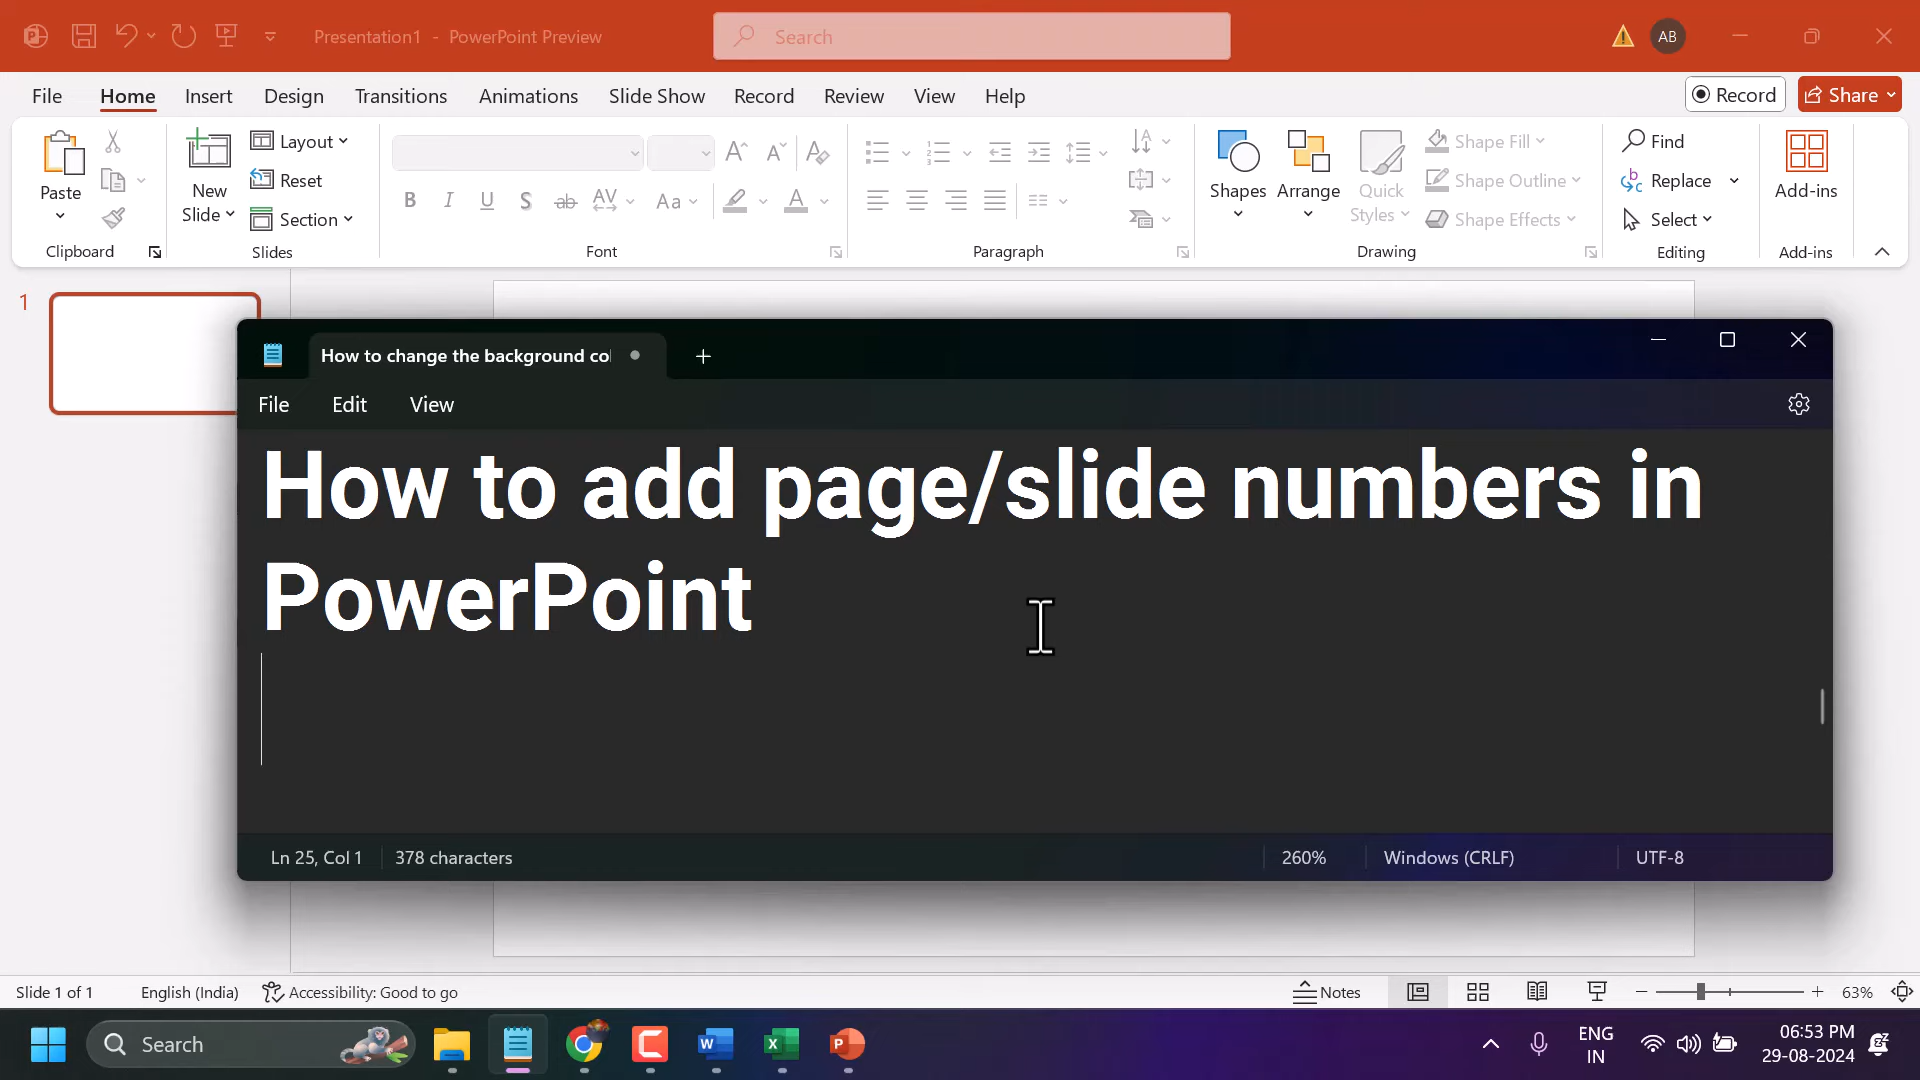 Presentation1 - PowerPoint Preview
Search
AB
File Home Insert Design Transitions Animations Slide Show Record Review View Help
Record
Share
Paste
New Slide
Layout
Reset
Section
Shapes
Arrange
Quick Styles
Shape Fill
Shape Outline
Shape Effects
Find
Replace
Select
Add-ins
Clipboard
Slides
Font
Paragraph
Drawing
Editing
Add-ins
1
How to change the background co
File Edit View
How to add page/slide numbers in
PowerPoint
Ln 25, Col 1
378 characters
260%
Windows (CRLF)
UTF-8
Slide 1 of 1
English (India)
Accessibility: Good to go
Notes
63%
Search
ENG
IN
06:53 PM
29-08-2024